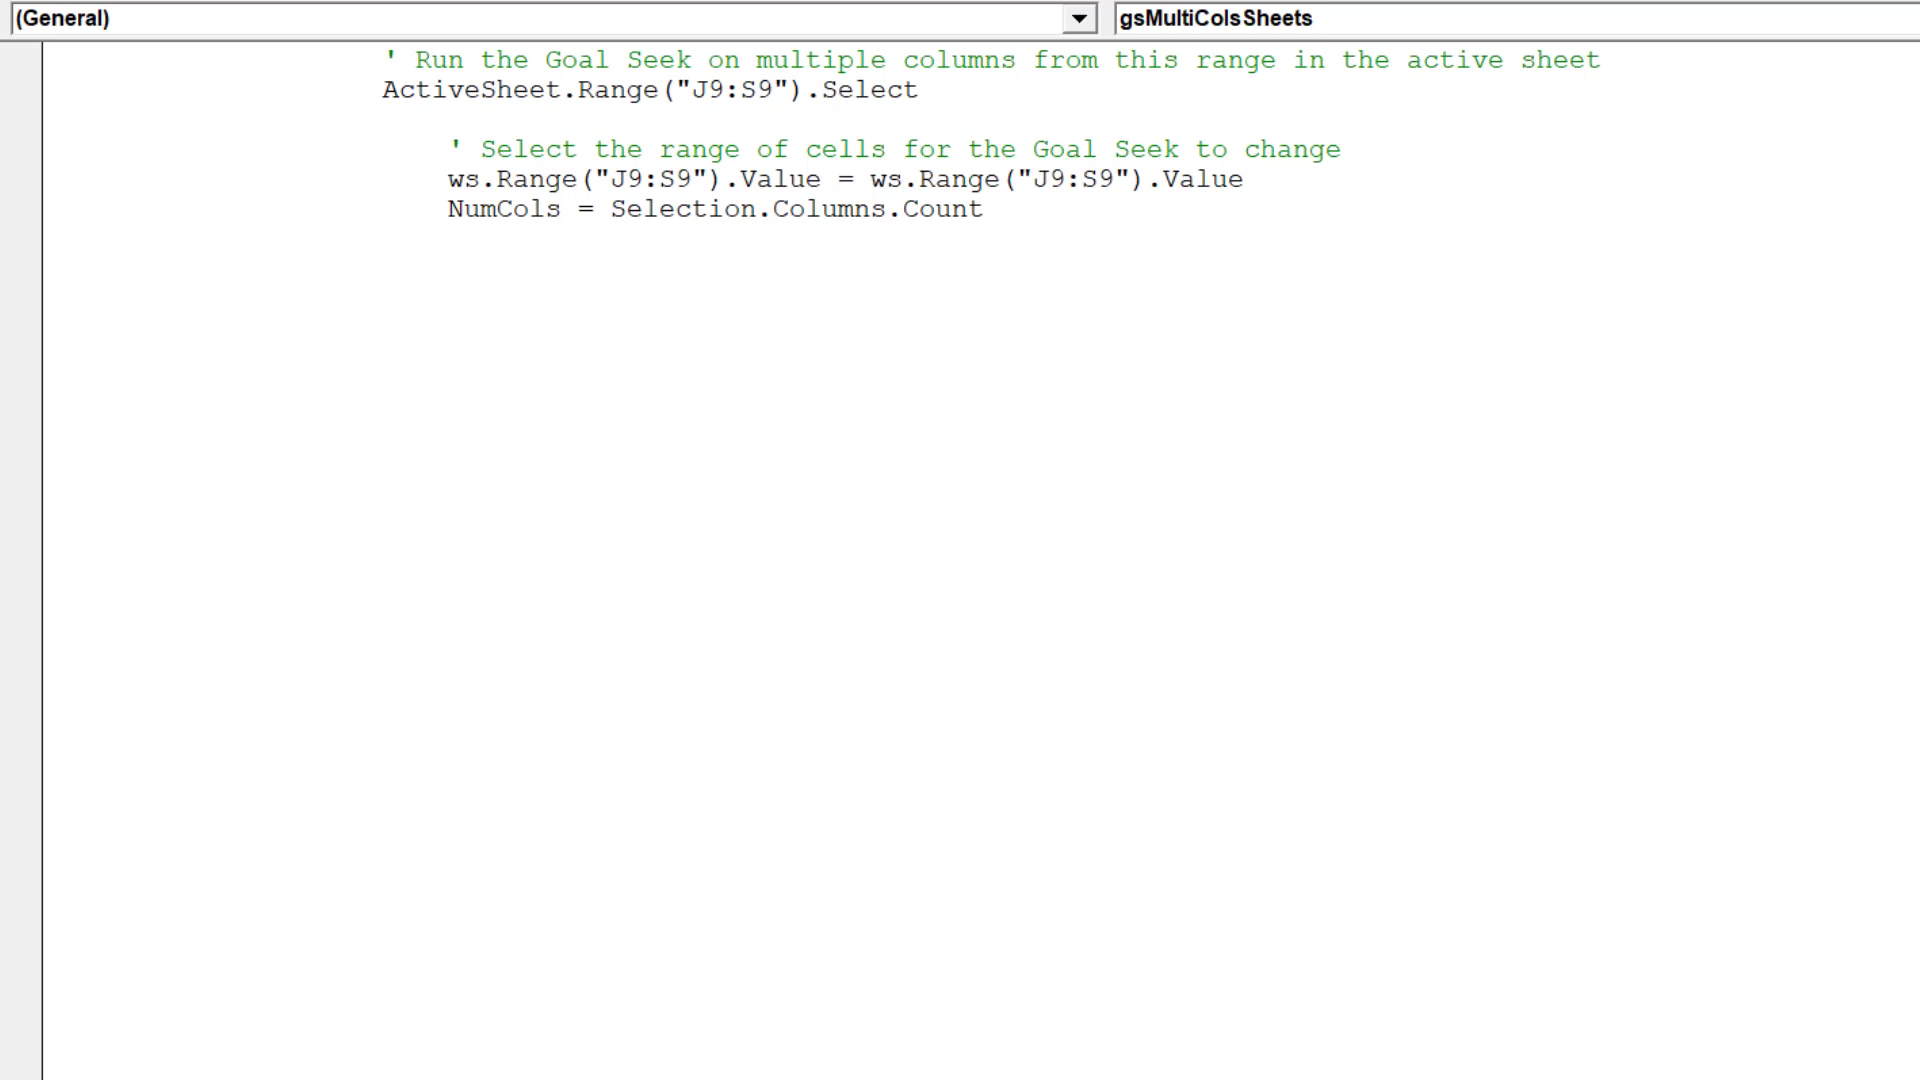 (General)
gsMultiColsSheets
' Run the Goal Seek on multiple columns from this range in the active sheet
ActiveSheet.Range("J9:S9").Select
' Select the range of cells for the Goal Seek to change
ws.Range("J9:S9").Value = ws.Range("J9:S9").Value
NumCols = Selection.Columns.Count